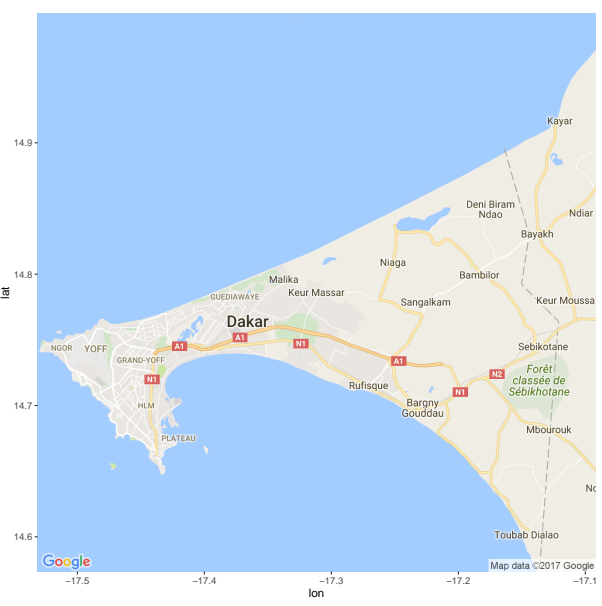 Kayar
14.9
Deni Biram
Ndao
Ndiar
Bayakh
Niaga
14.8
Malika
Bambilor
GUEDIAWAYE
Keur Massar
Sangalkam
Keur Moussa
lat
Dakar
A1
N1
NGOR
YOFF
A1
Sebikotane
GRAND-YOFF
A1
N1
Rufisque
N2
Forêt
classée de
Sébikhotane
N1
14.7
HLM
Bargny
Gouddau
Mbourouk
PLATEAU
No
14.6
Toubab Dialao
Google
Map data ©2017 Google
−17.5
−17.4
−17.3
−17.2
−17.1
lon